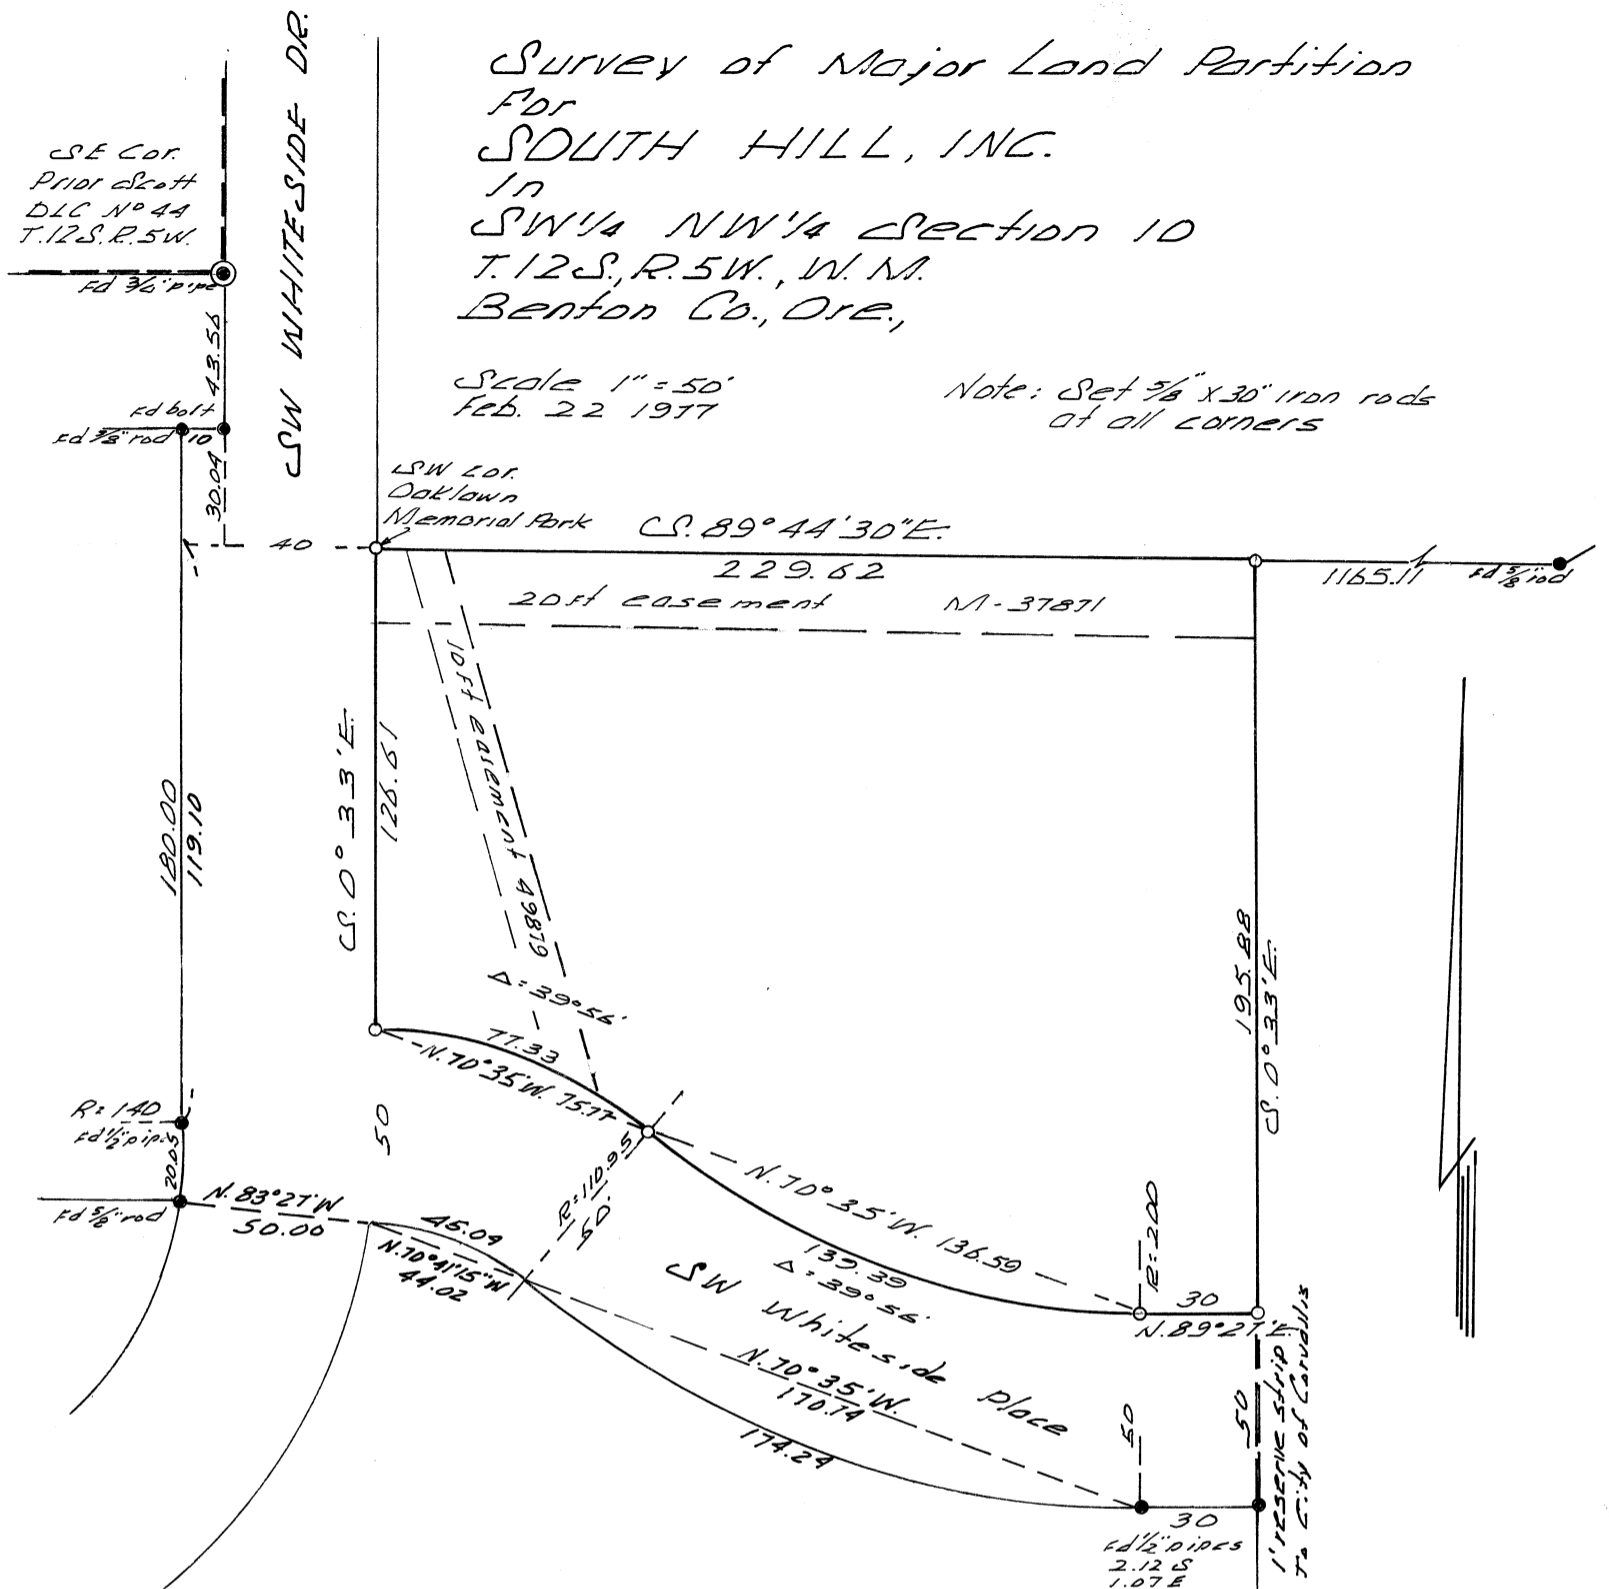 Survey of Major Land Partition
For
SOUTH HILL, INC.
In
SW¼ NW¼ Section 10
T.12S., R.5W., W.M.
Benton Co., Ore.,
Scale 1" = 50'
Feb. 22 1977
Note: Set 5/8" x 30" iron rods
at all corners
SW WHITESIDE DR.
SE Cor.
Prior Scott
DLC Nº 44
T.12S. R.5W.
Fd 3/4" pipe
43.56
Fd bolt
Fd 3/8" rod 10
30.04
40
SW Cor.
Oaklawn
Memorial Park
S. 89° 44' 30" E.
229.62
1165.11
Fd 5/8" rod
20 ft easement M-37871
10 ft easement 49879
S. 0° 33' E.
126.61
180.00
119.10
195.88
S. 0° 33' E.
Δ = 39° 56'
77.33
N. 70° 35' W. 75.77
R = 140
Fd 1/2" pipe
20.05
Fd 5/8" rod
N. 83° 27' W
50.00
50
R = 110.95
50'
45.09
N. 70° 41' 15" W
44.02
N. 70° 35' W. 136.59
139.39
Δ = 39° 56'
R = 200
30
N. 89° 27' E.
SW Whiteside Place
N. 70° 35' W.
170.74
174.24
50
50
30
Fd 1/2" pipes
2.12 S
1.07 E
1' reserve strip
To City of Corvallis